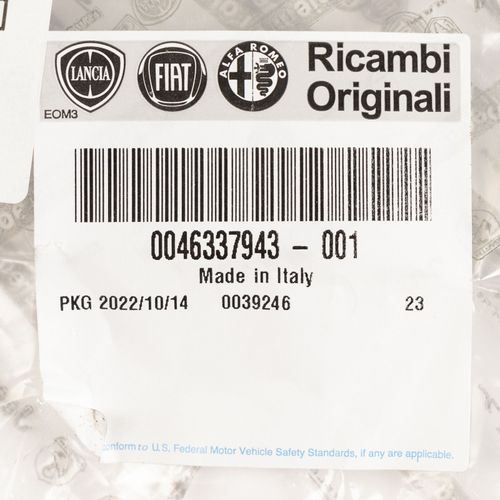 LANCIA
FIAT
ALFA ROMEO
Ricambi
Originali
EOM3
0046337943 - 001
Made in Italy
PKG 2022/10/14 0039246 23
conform to U.S. Federal Motor Vehicle Safety Standards, if any are applicable.